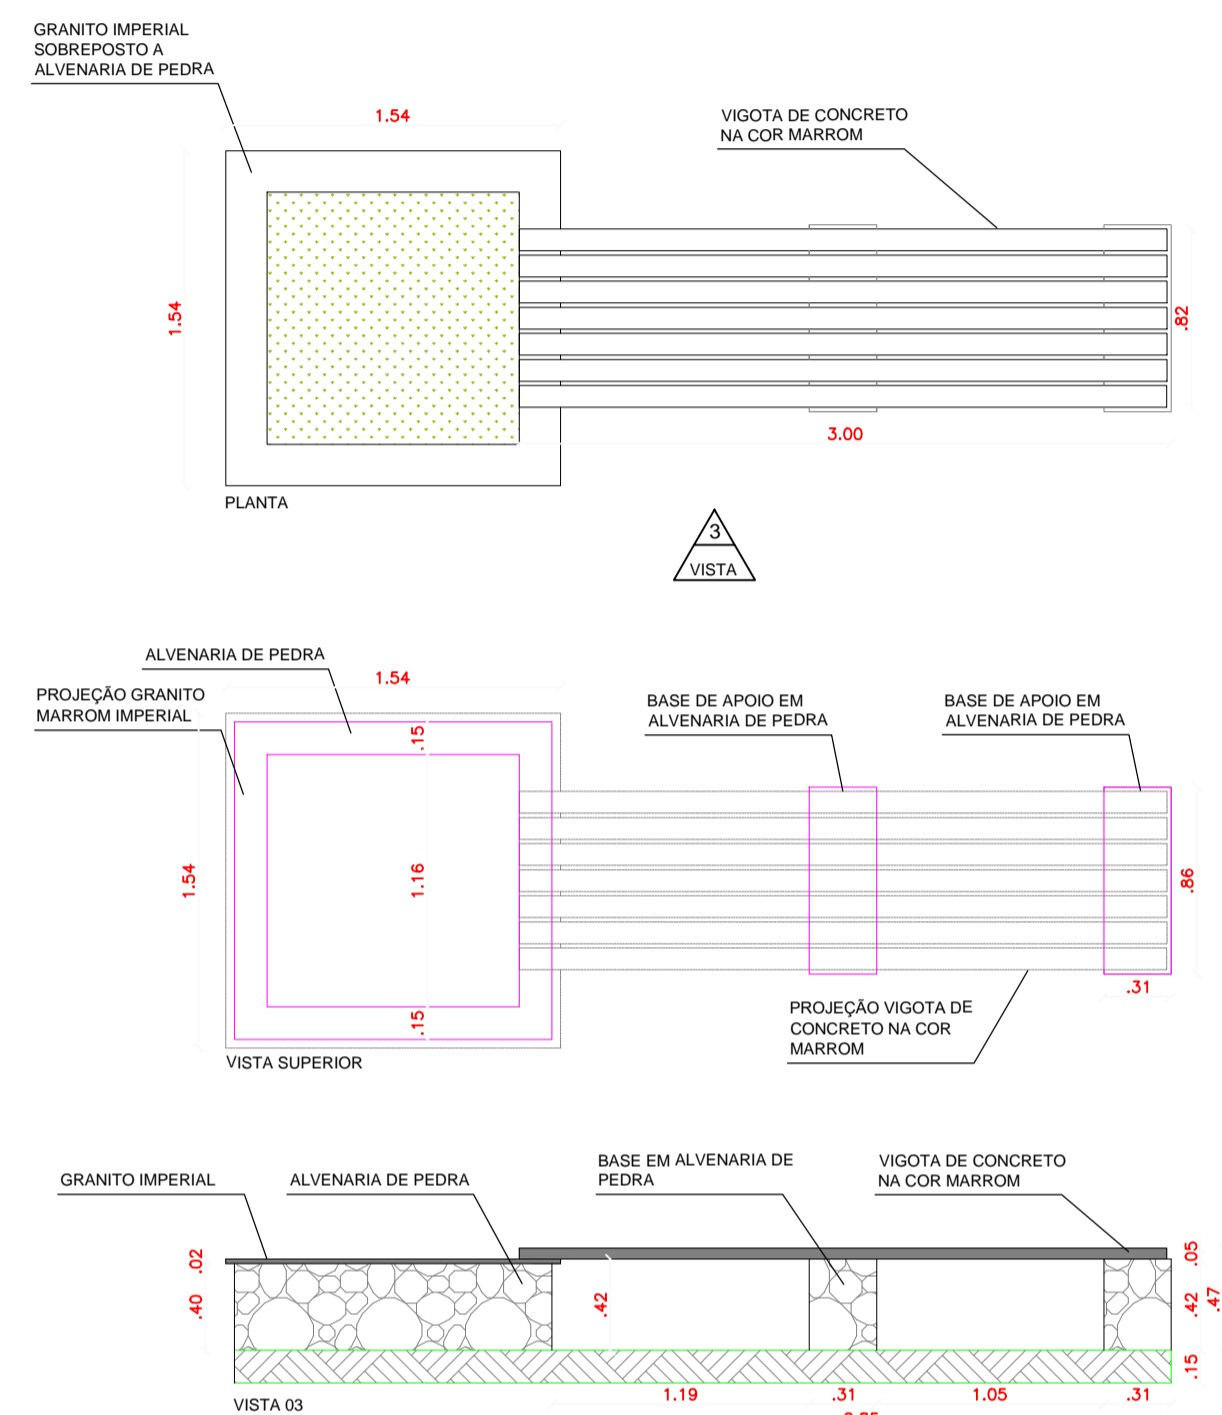 GRANITO IMPERIAL
SOBREPOSTO A
ALVENARIA DE PEDRA
1.54
VIGOTA DE CONCRETO
NA COR MARROM
1.54
.82
3.00
PLANTA
3
VISTA
ALVENARIA DE PEDRA
1.54
PROJEÇÃO GRANITO
MARROM IMPERIAL
BASE DE APOIO EM
ALVENARIA DE PEDRA
BASE DE APOIO EM
ALVENARIA DE PEDRA
.15
1.54
1.16
.86
.15
.31
PROJEÇÃO VIGOTA DE
CONCRETO NA COR
MARROM
VISTA SUPERIOR
GRANITO IMPERIAL
ALVENARIA DE PEDRA
BASE EM ALVENARIA DE
PEDRA
VIGOTA DE CONCRETO
NA COR MARROM
.02
.40
.42
.05
.42
.47
.15
1.19
.31
1.05
.31
VISTA 03